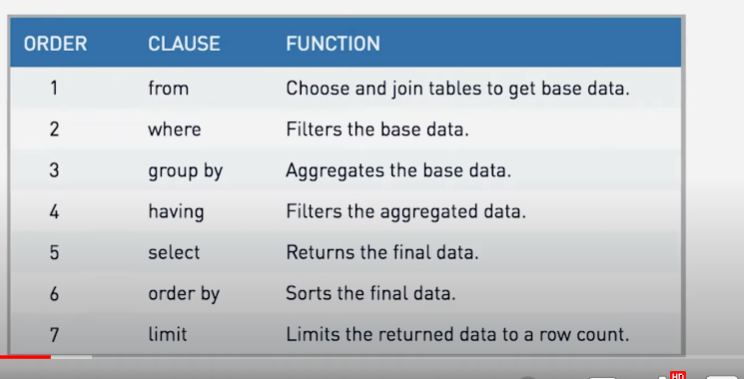 ORDER CLAUSE FUNCTION
1 from Choose and join tables to get base data.
2 where Filters the base data.
3 group by Aggregates the base data.
4 having Filters the aggregated data.
5 select Returns the final data.
6 order by Sorts the final data.
7 limit Limits the returned data to a row count.
HD